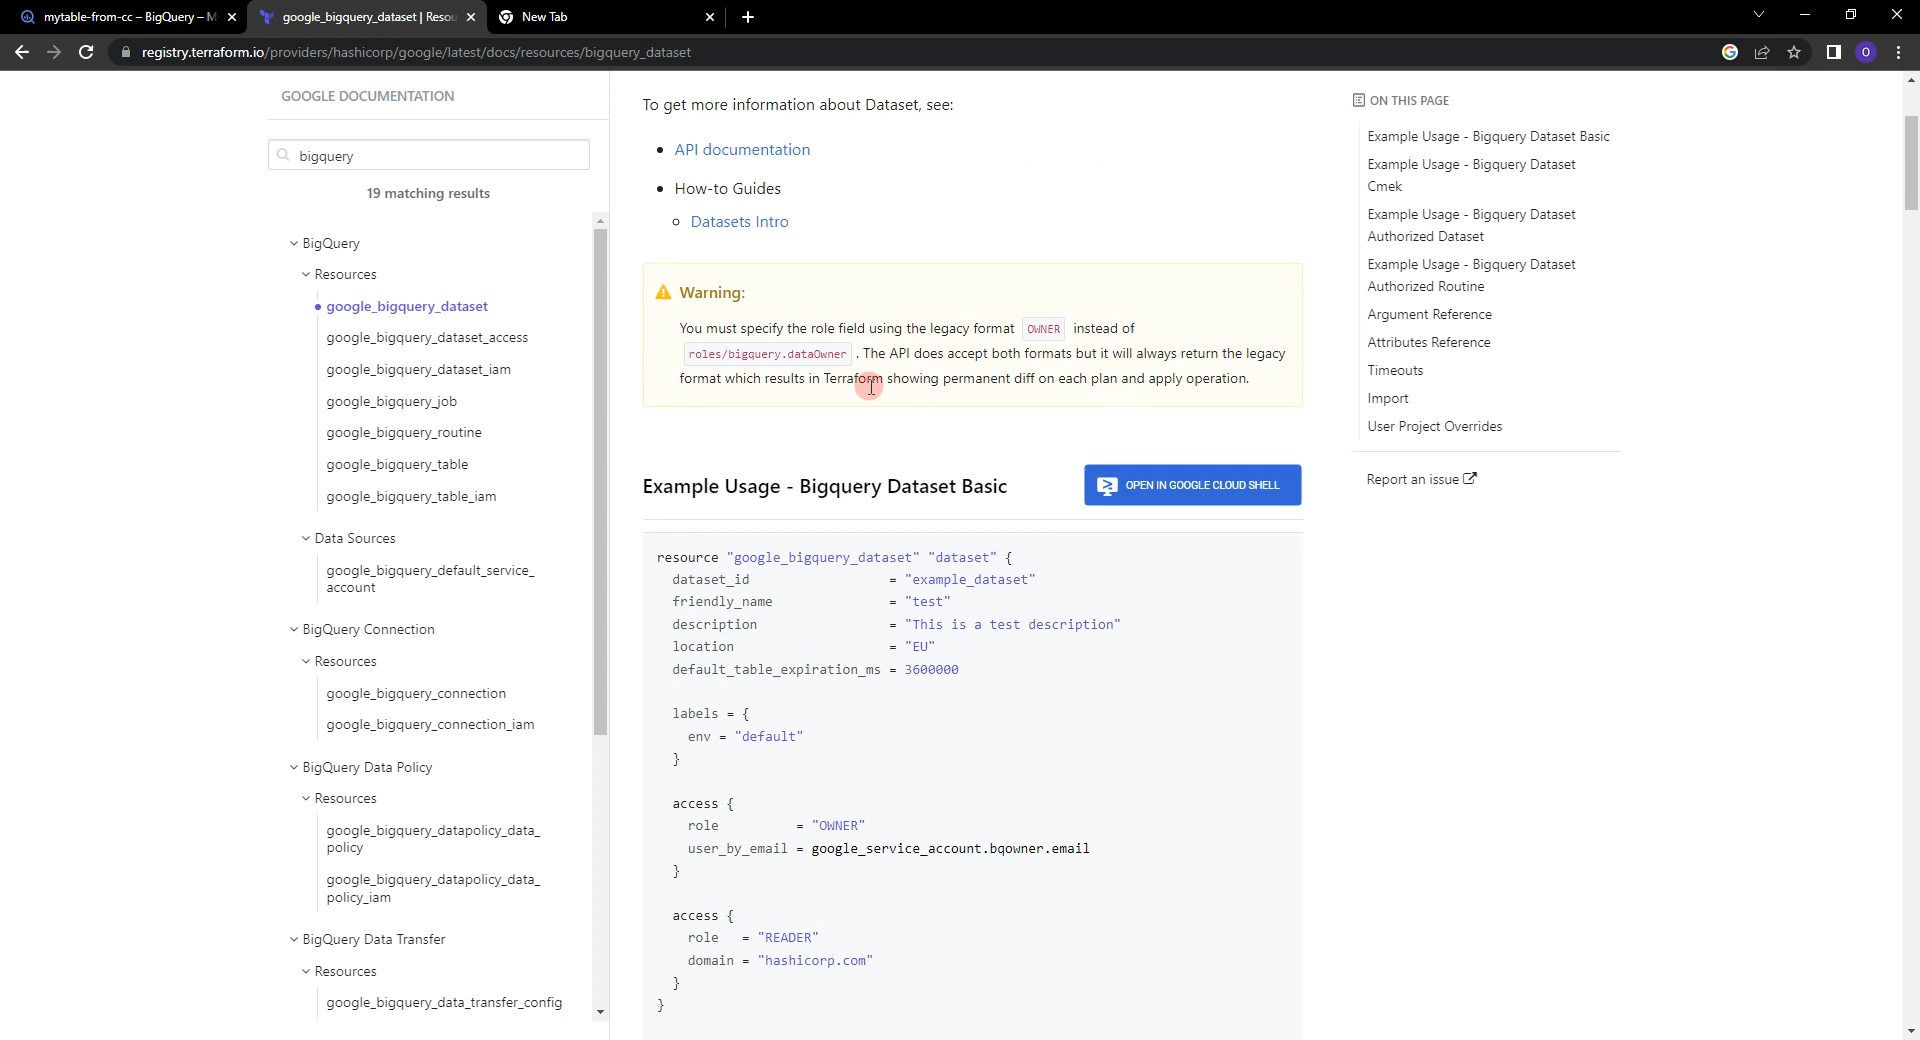 mytable-from-cc – BigQuery – M
google_bigquery_dataset | Resou
New Tab
registry.terraform.io/providers/hashicorp/google/latest/docs/resources/bigquery_dataset
O
GOOGLE DOCUMENTATION
bigquery
19 matching results
BigQuery
Resources
google_bigquery_dataset
google_bigquery_dataset_access
google_bigquery_dataset_iam
google_bigquery_job
google_bigquery_routine
google_bigquery_table
google_bigquery_table_iam
Data Sources
google_bigquery_default_service_
account
BigQuery Connection
Resources
google_bigquery_connection
google_bigquery_connection_iam
BigQuery Data Policy
Resources
google_bigquery_datapolicy_data_
policy
google_bigquery_datapolicy_data_
policy_iam
BigQuery Data Transfer
Resources
google_bigquery_data_transfer_config
To get more information about Dataset, see:
API documentation
How-to Guides
Datasets Intro
Warning:
You must specify the role field using the legacy format OWNER instead of
roles/bigquery.dataOwner . The API does accept both formats but it will always return the legacy
format which results in Terraform showing permanent diff on each plan and apply operation.
Example Usage - Bigquery Dataset Basic
OPEN IN GOOGLE CLOUD SHELL
resource "google_bigquery_dataset" "dataset" {
dataset_id = "example_dataset"
friendly_name = "test"
description = "This is a test description"
location = "EU"
default_table_expiration_ms = 3600000
labels = {
env = "default"
}
access {
role = "OWNER"
user_by_email = google_service_account.bqowner.email
}
access {
role = "READER"
domain = "hashicorp.com"
}
}
ON THIS PAGE
Example Usage - Bigquery Dataset Basic
Example Usage - Bigquery Dataset
Cmek
Example Usage - Bigquery Dataset
Authorized Dataset
Example Usage - Bigquery Dataset
Authorized Routine
Argument Reference
Attributes Reference
Timeouts
Import
User Project Overrides
Report an issue